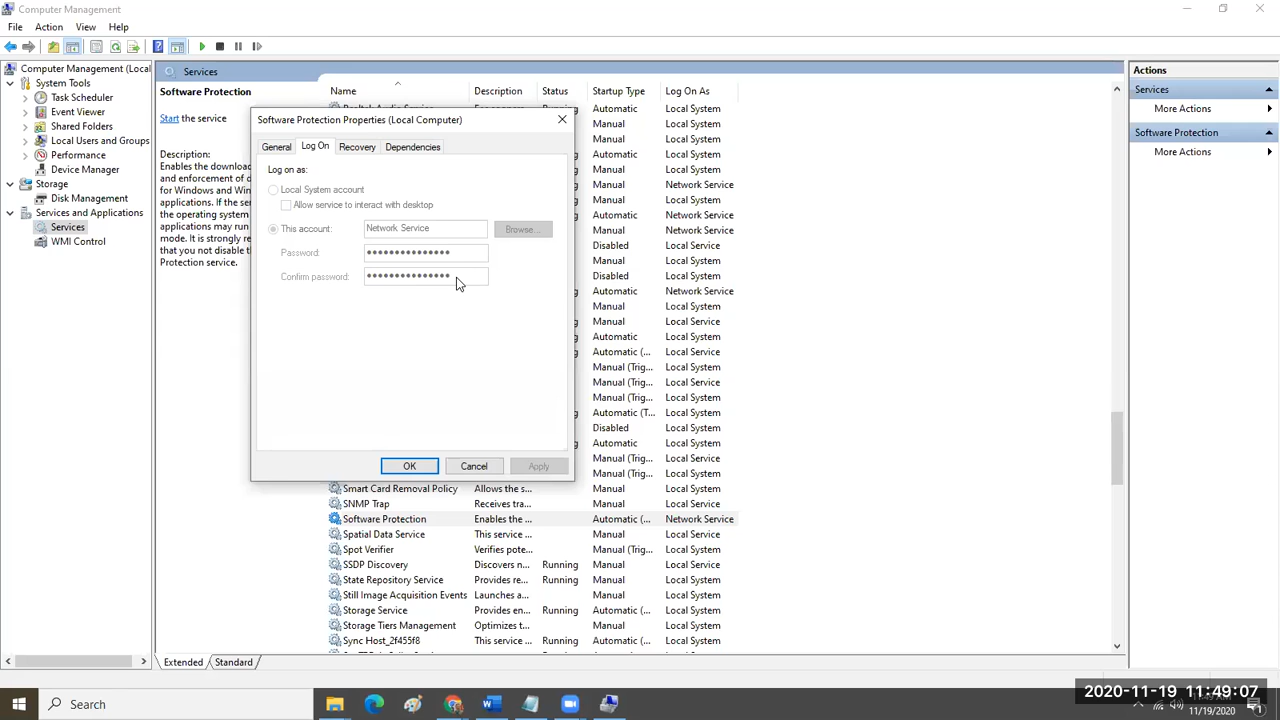 Computer Management
File Action View Help
Computer Management (Local
System Tools
Task Scheduler
Event Viewer
Shared Folders
Local Users and Groups
Performance
Device Manager
Storage
Disk Management
Services and Applications
Services
WMI Control
Services
Software Protection
Start the service
Description:
Enables the download
and enforcement of d
for Windows and Win
applications. If the ser
the operating system
applications may run
mode. It is strongly re
that you not disable th
Protection service.
Name Description Status Startup Type Log On As
Automatic Local System
Manual Local System
Manual Local System
Automatic Local System
Manual Local System
Automatic Network Service
Manual Local System
Automatic Network Service
Manual Network Service
Disabled Local System
Manual Local System
Disabled Local System
Automatic Network Service
Manual Local System
Manual Local Service
Automatic Local System
Automatic (... Local Service
Manual (Trig... Local System
Manual (Trig... Local Service
Manual (Trig... Local System
Automatic (T... Local System
Disabled Local System
Automatic Local System
Manual (Trig... Local Service
Manual (Trig... Local System
Smart Card Removal Policy Allows the s... Manual Local System
SNMP Trap Receives tra... Manual Local Service
Software Protection Enables the ... Automatic (... Network Service
Spatial Data Service This service ... Manual Local Service
Spot Verifier Verifies pote... Manual (Trig... Local System
SSDP Discovery Discovers n... Running Manual Local Service
State Repository Service Provides re... Running Manual Local System
Still Image Acquisition Events Launches a... Manual Local System
Storage Service Provides en... Running Automatic (... Local System
Storage Tiers Management Optimizes t... Manual Local System
Sync Host_2f455f8 This service ... Running Automatic (... Local System
Software Protection Properties (Local Computer)
General Log On Recovery Dependencies
Log on as:
Local System account
Allow service to interact with desktop
This account: Network Service Browse...
Password: •••••••••••••••
Confirm password: •••••••••••••••
OK Cancel Apply
Extended Standard
Actions
Services
More Actions
Software Protection
More Actions
Search
2020-11-19 11:49:07
11/19/2020